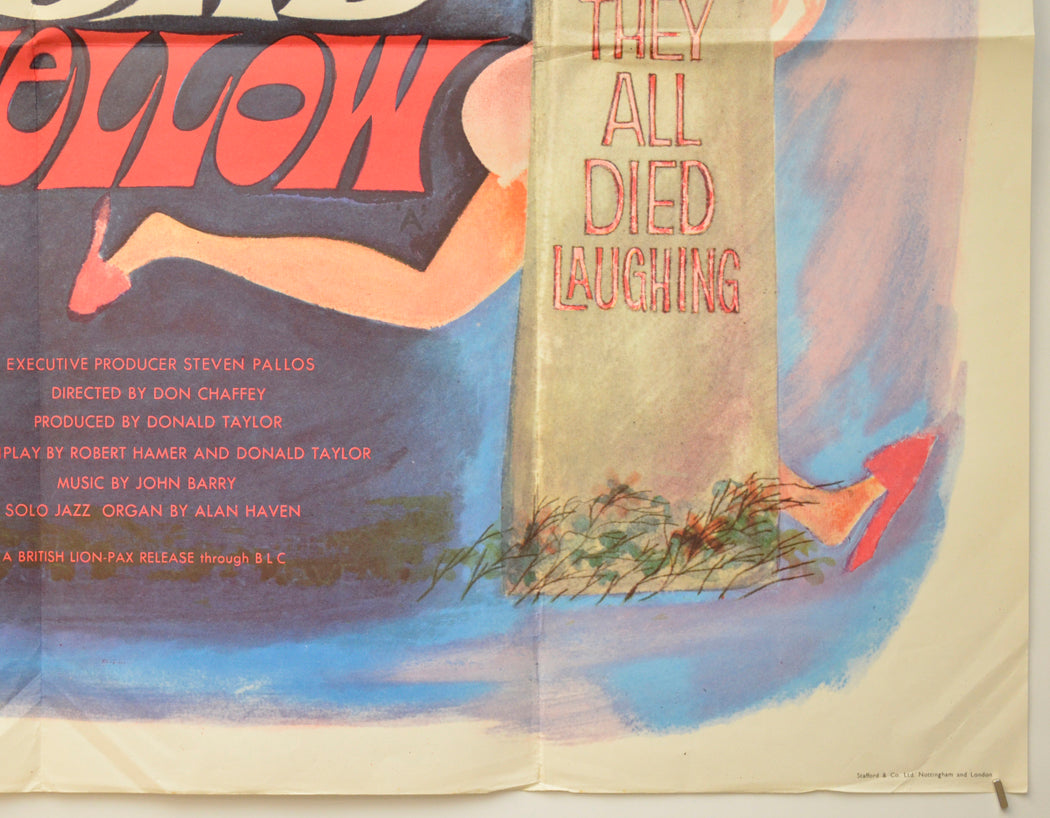 ELLOW
THEY
ALL
DIED
LAUGHING
EXECUTIVE PRODUCER STEVEN PALLOS
DIRECTED BY DON CHAFFEY
PRODUCED BY DONALD TAYLOR
PLAY BY ROBERT HAMER AND DONALD TAYLOR
MUSIC BY JOHN BARRY
SOLO JAZZ ORGAN BY ALAN HAVEN
A BRITISH LION-PAX RELEASE through B L C
Stafford & Co. Ltd. Nottingham and London